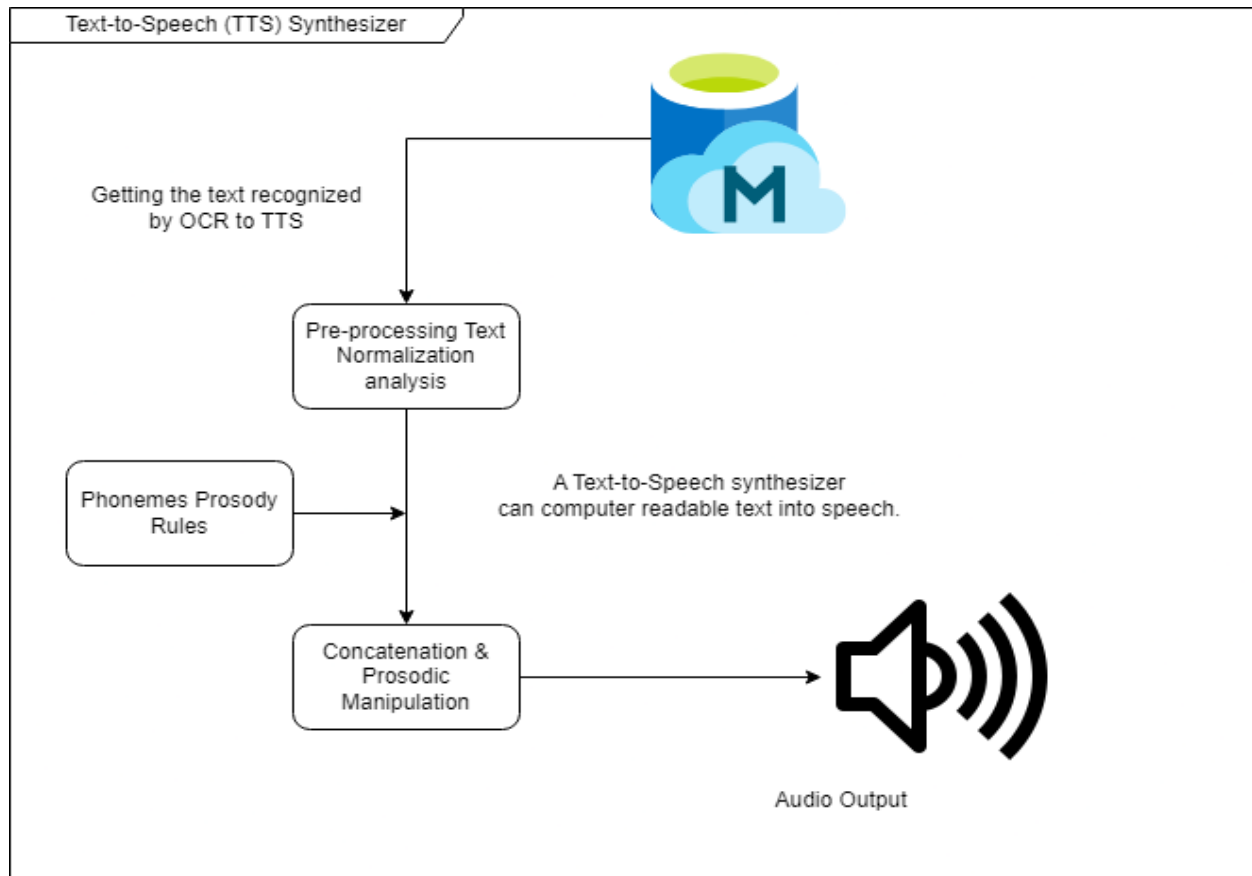 Text-to-Speech (TTS) Synthesizer
M
Getting the text recognized
by OCR to TTS
Pre-processing Text
Normalization
analysis
Phonemes Prosody
Rules
A Text-to-Speech synthesizer
can computer readable text into speech.
Concatenation &
Prosodic
Manipulation
Audio Output